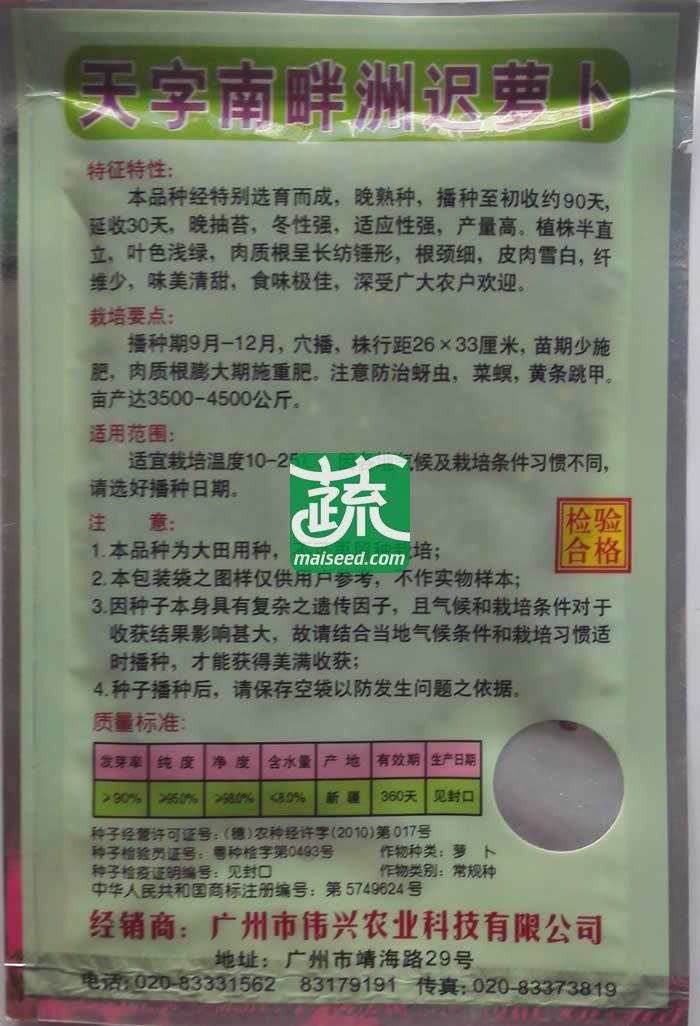 天字南畔洲迟萝卜
特征特性：
本品种经特别选育而成，晚熟种，播种至初收约90天，
延收30天，晚抽苔，冬性强，适应性强，产量高。植株半直
立，叶色浅绿，肉质根呈长纺锤形，根颈细，皮肉雪白，纤
维少，味美清甜，食味极佳，深受广大农户欢迎。
栽培要点：
播种期9月-12月，穴播，株行距26×33厘米，苗期少施
肥，肉质根膨大期施重肥。注意防治蚜虫，菜螟，黄条跳甲。
亩产达3500-4500公斤。
适用范围：
适宜栽培温度10-25 气候及栽培条件习惯不同，
请选好播种日期。
注 意：
1.本品种为大田用种， 栽培；
2.本包装袋之图样仅供用户参考，不作实物样本；
3.因种子本身具有复杂之遗传因子，且气候和栽培条件对于
收获结果影响甚大，故请结合当地气候条件和栽培习惯适
时播种，才能获得美满收获；
4.种子播种后，请保存空袋以防发生问题之依据。
检验
合格
蔬
maiseed.com
质量标准：
发芽率 纯度 净度 含水量 产地 有效期 生产日期
>90% >95.0% >98.0% <8.0% 新疆 360天 见封口
种子经营许可证号：(穗)农种经许字(2010)第017号
种子检验员证号：粤种检字第0493号 作物种类：萝 卜
种子检疫证明编号：见封口 作物类别：常规种
中华人民共和国商标注册编号：第5749624号
经销商：广州市伟兴农业科技有限公司
地址：广州市靖海路29号
电话：020-83331562 83179191 传真：020-83373819